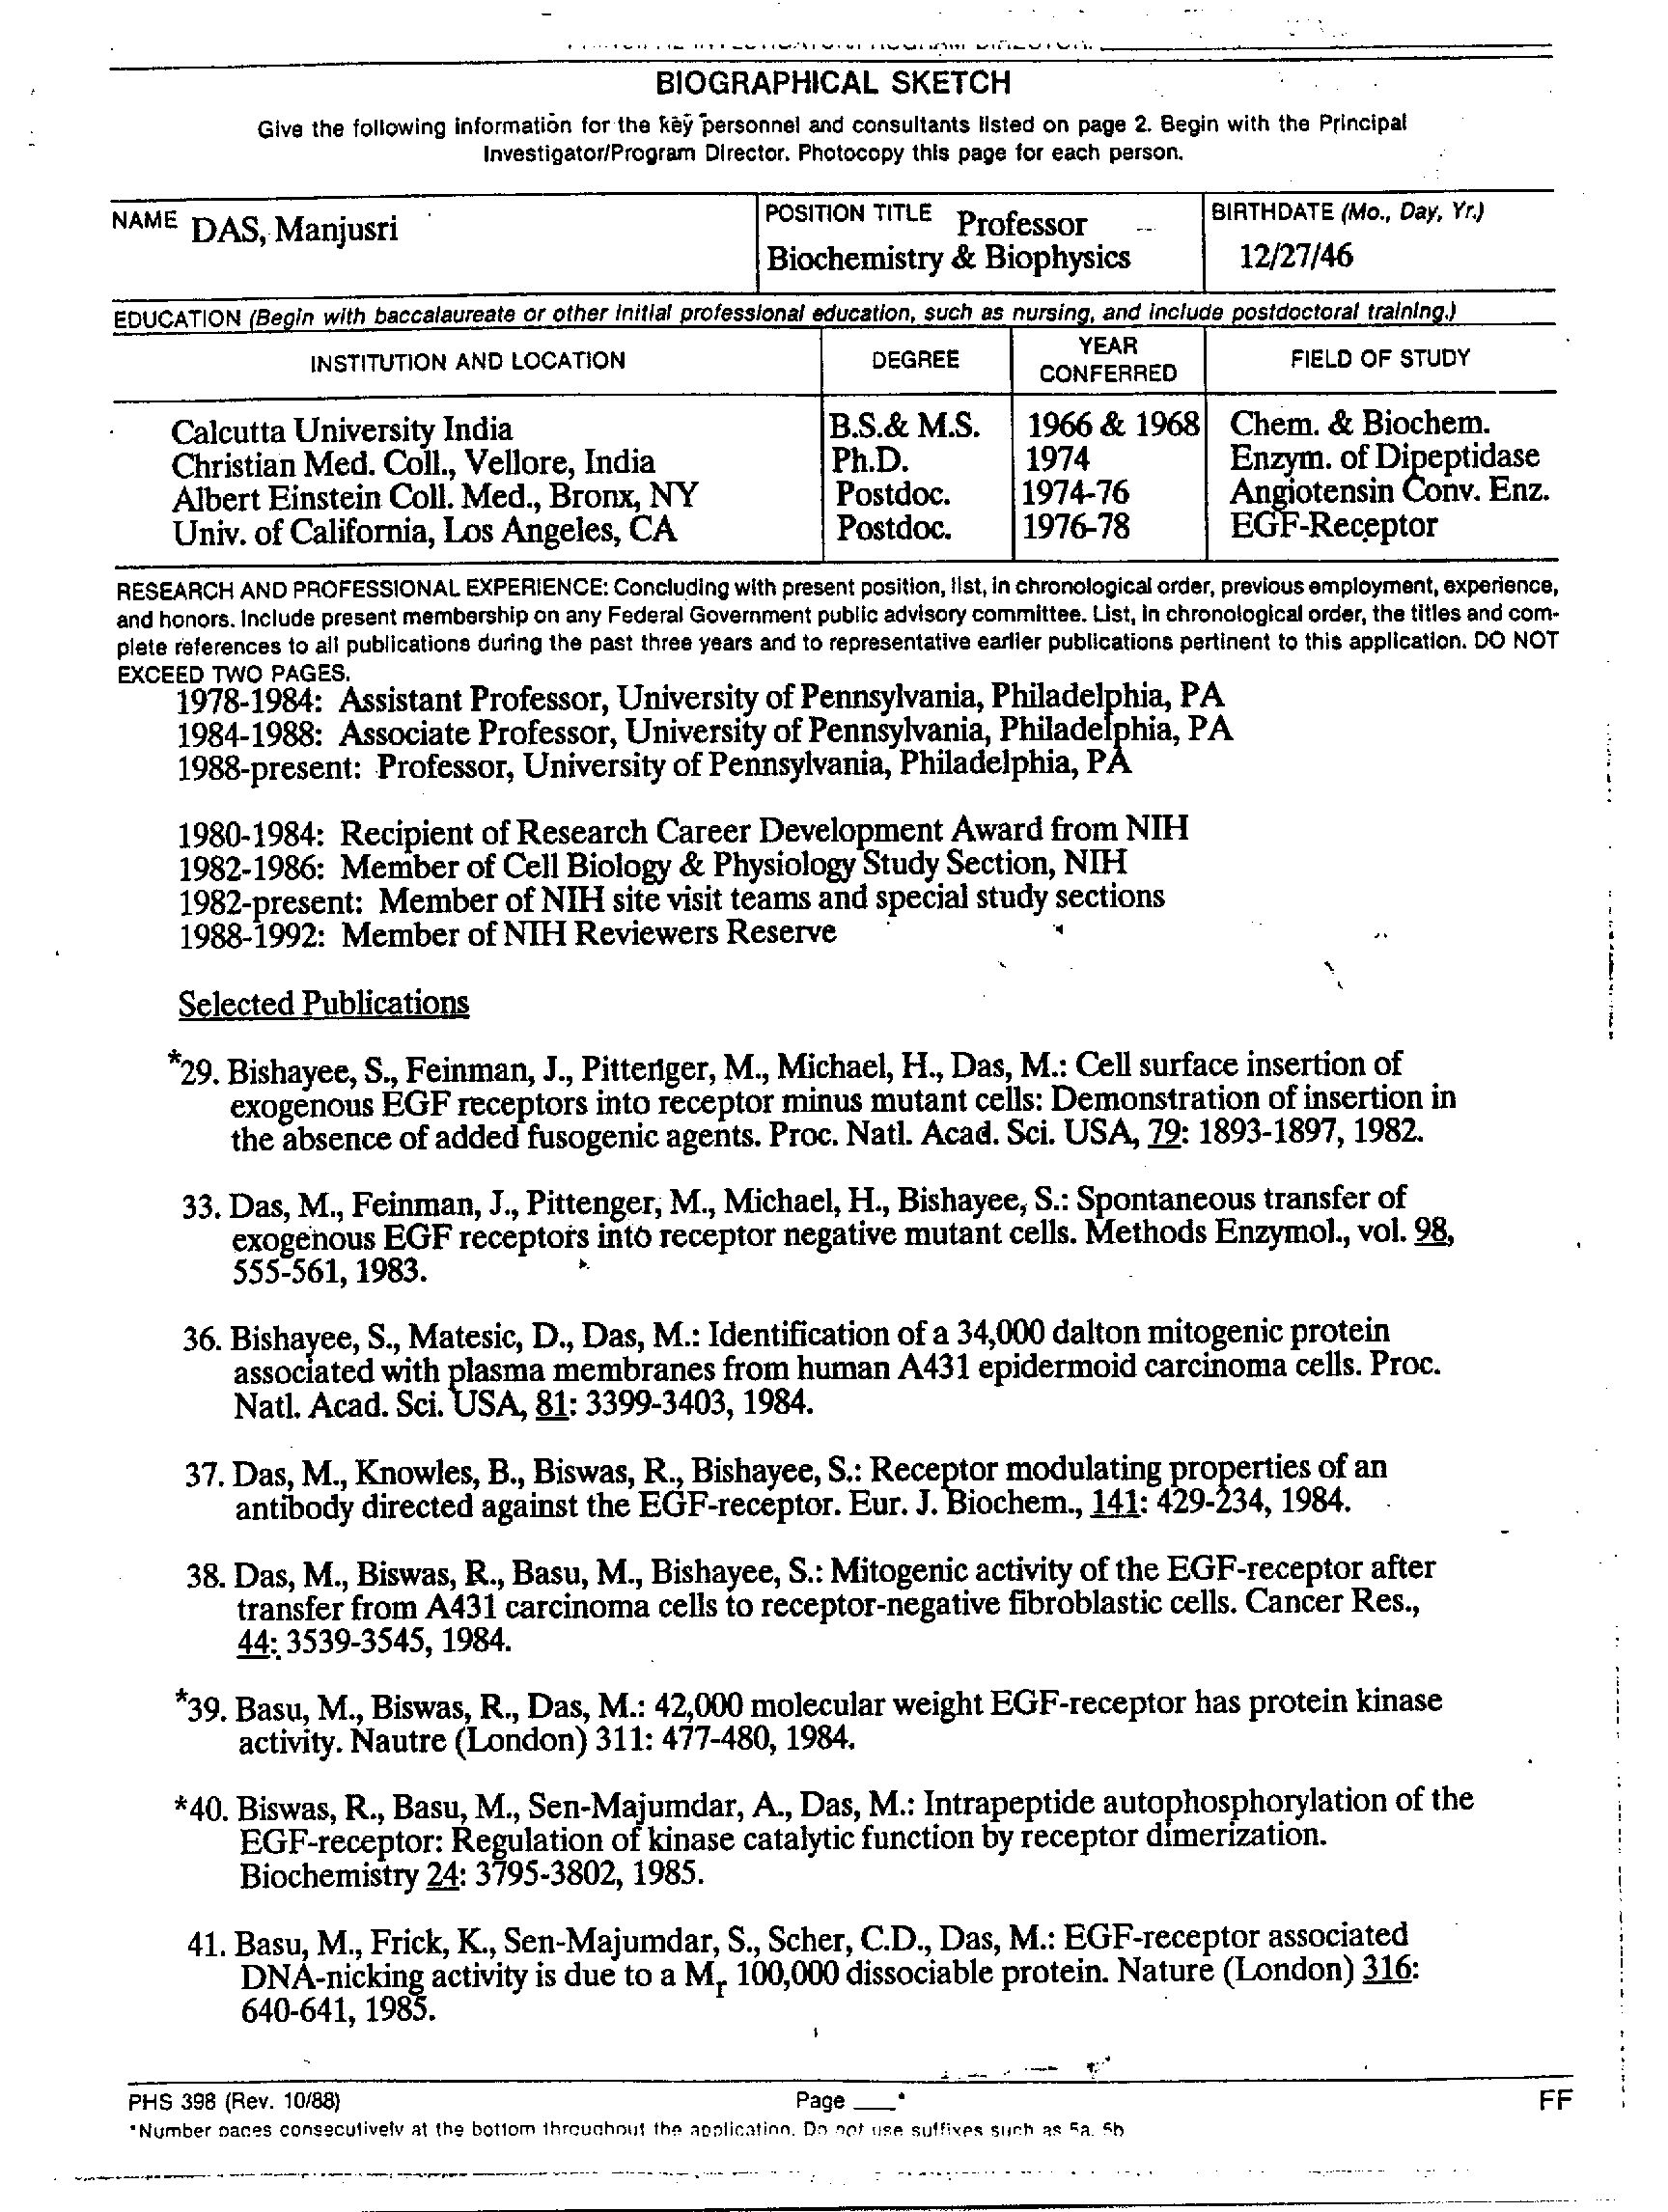 BIOGRAPHICAL SKETCH
Give the following information for the key personnel and consultants listed on page 2. Begin with the Principal
Investigator/Program Director. Photocopy this page for each person.
NAME DAS, Manjusri
POSITION TITLE Professor
Biochemistry & Biophysics
BIRTHDATE (Mo., Day, Yr.)
12/27/46
EDUCATION (Begin with baccalaureate or other initial professional education, such as nursing, and include postdoctoral training.)
INSTITUTION AND LOCATION DEGREE YEAR CONFERRED FIELD OF STUDY
Calcutta University India B.S.& M.S. 1966 & 1968 Chem. & Biochem.
Christian Med. Coll., Vellore, India Ph.D. 1974 Enzym. of Dipeptidase
Albert Einstein Coll. Med., Bronx, NY Postdoc. 1974-76 Angiotensin Conv. Enz.
Univ. of California, Los Angeles, CA Postdoc. 1976-78 EGF-Receptor
RESEARCH AND PROFESSIONAL EXPERIENCE: Concluding with present position, list, in chronological order, previous employment, experience,
and honors. Include present membership on any Federal Government public advisory committee. List, in chronological order, the titles and com-
plete references to all publications during the past three years and to representative earlier publications pertinent to this application. DO NOT
EXCEED TWO PAGES.
1978-1984: Assistant Professor, University of Pennsylvania, Philadelphia, PA
1984-1988: Associate Professor, University of Pennsylvania, Philadelphia, PA
1988-present: Professor, University of Pennsylvania, Philadelphia, PA
1980-1984: Recipient of Research Career Development Award from NIH
1982-1986: Member of Cell Biology & Physiology Study Section, NIH
1982-present: Member of NIH site visit teams and special study sections
1988-1992: Member of NIH Reviewers Reserve
Selected Publications
*29. Bishayee, S., Feinman, J., Pittenger, M., Michael, H., Das, M.: Cell surface insertion of
exogenous EGF receptors into receptor minus mutant cells: Demonstration of insertion in
the absence of added fusogenic agents. Proc. Natl. Acad. Sci. USA, 79: 1893-1897, 1982.
33. Das, M., Feinman, J., Pittenger, M., Michael, H., Bishayee, S.: Spontaneous transfer of
exogenous EGF receptors into receptor negative mutant cells. Methods Enzymol., vol. 98,
555-561, 1983.
36. Bishayee, S., Matesic, D., Das, M.: Identification of a 34,000 dalton mitogenic protein
associated with plasma membranes from human A431 epidermoid carcinoma cells. Proc.
Natl. Acad. Sci. USA, 81: 3399-3403, 1984.
37. Das, M., Knowles, B., Biswas, R., Bishayee, S.: Receptor modulating properties of an
antibody directed against the EGF-receptor. Eur. J. Biochem., 141: 429-234, 1984.
38. Das, M., Biswas, R., Basu, M., Bishayee, S.: Mitogenic activity of the EGF-receptor after
transfer from A431 carcinoma cells to receptor-negative fibroblastic cells. Cancer Res.,
44: 3539-3545, 1984.
*39. Basu, M., Biswas, R., Das, M.: 42,000 molecular weight EGF-receptor has protein kinase
activity. Nautre (London) 311: 477-480, 1984.
*40. Biswas, R., Basu, M., Sen-Majumdar, A., Das, M.: Intrapeptide autophosphorylation of the
EGF-receptor: Regulation of kinase catalytic function by receptor dimerization.
Biochemistry 24: 3795-3802, 1985.
41. Basu, M., Frick, K., Sen-Majumdar, S., Scher, C.D., Das, M.: EGF-receptor associated
DNA-nicking activity is due to a Mr 100,000 dissociable protein. Nature (London) 316:
640-641, 1985.
PHS 398 (Rev. 10/88) Page ___* FF
*Number pages consecutively at the bottom throughout the application. Do not use suffixes such as 5a, 5b